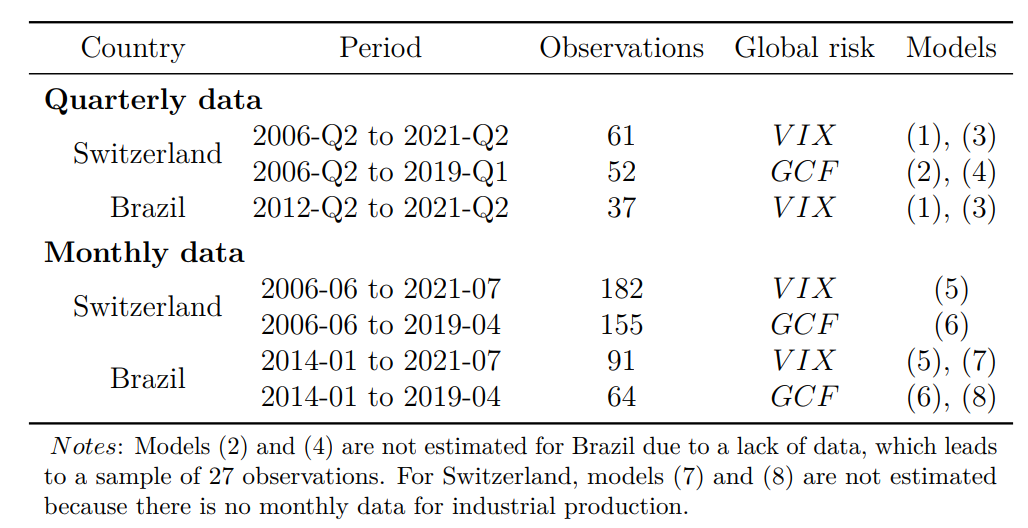 Country Period Observations Global risk Models
Quarterly data
Switzerland 2006-Q2 to 2021-Q2 61 VIX (1), (3)
2006-Q2 to 2019-Q1 52 GCF (2), (4)
Brazil 2012-Q2 to 2021-Q2 37 VIX (1), (3)
Monthly data
Switzerland 2006-06 to 2021-07 182 VIX (5)
2006-06 to 2019-04 155 GCF (6)
Brazil 2014-01 to 2021-07 91 VIX (5), (7)
2014-01 to 2019-04 64 GCF (6), (8)
Notes: Models (2) and (4) are not estimated for Brazil due to a lack of data, which leads
to a sample of 27 observations. For Switzerland, models (7) and (8) are not estimated
because there is no monthly data for industrial production.